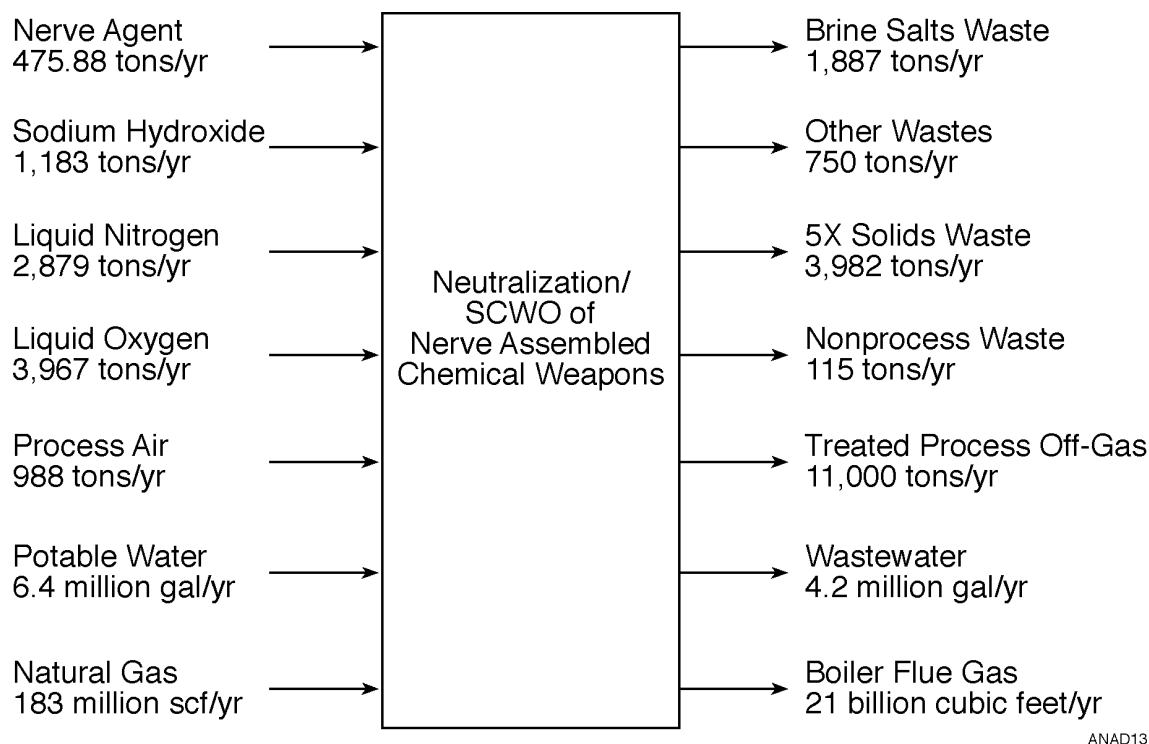 Nerve Agent
475.88 tons/yr
Sodium Hydroxide
1,183 tons/yr
Liquid Nitrogen
2,879 tons/yr
Liquid Oxygen
3,967 tons/yr
Process Air
988 tons/yr
Potable Water
6.4 million gal/yr
Natural Gas
183 million scf/yr
Neutralization/
SCWO of
Nerve Assembled
Chemical Weapons
Brine Salts Waste
1,887 tons/yr
Other Wastes
750 tons/yr
5X Solids Waste
3,982 tons/yr
Nonprocess Waste
115 tons/yr
Treated Process Off-Gas
11,000 tons/yr
Wastewater
4.2 million gal/yr
Boiler Flue Gas
21 billion cubic feet/yr
ANAD13